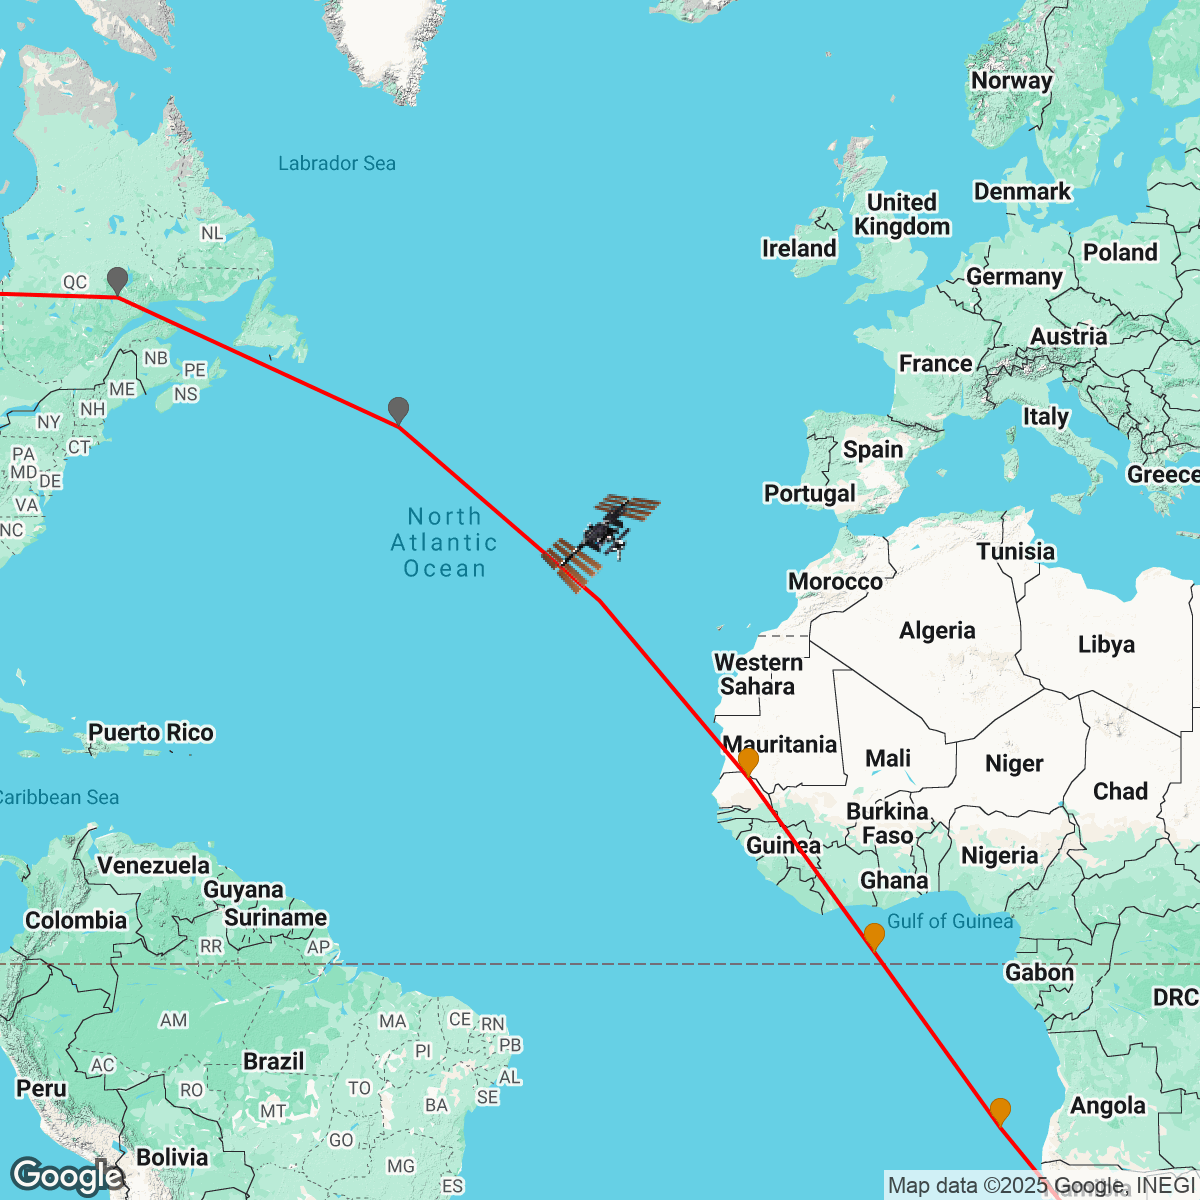 Norway
Labrador Sea
Denmark
United
Kingdom
NL
Ireland
Poland
Germany
QC
Austria
NB
France
PE
ME
NS
NH
Italy
NY
CT
Spain
PA
MD
DE
Greece
Portugal
VA
North
Atlantic
Ocean
NC
Tunisia
Morocco
Algeria
Libya
Western
Sahara
Puerto Rico
Mauritania
Mali
Niger
Chad
Caribbean Sea
Burkina
Faso
Guinea
Nigeria
Venezuela
Ghana
Guyana
Suriname
Colombia
Gulf of Guinea
RR
AP
Gabon
DRC
AM
MA
CE
RN
PB
PI
Brazil
AC
AL
Peru
RO
TO
SE
MT
BA
Angola
GO
Bolivia
MG
ES
Google
Map data ©2025 Google, INEGI